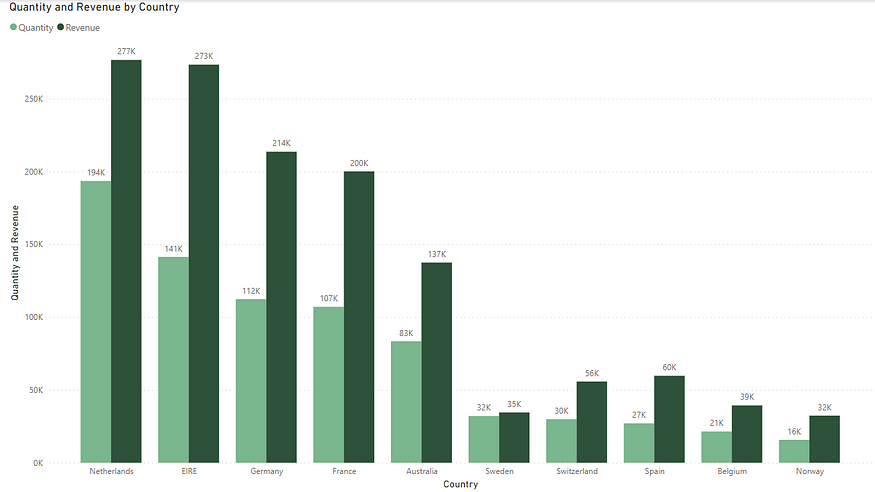 Quantity and Revenue by Country
Quantity Revenue
277K
273K
250K
214K
200K
200K
194K
150K
141K
137K
112K
107K
100K
83K
60K
56K
50K
39K
35K
32K
32K
30K
27K
21K
16K
0K
Quantity and Revenue
Netherlands EIRE Germany France Australia Sweden Switzerland Spain Belgium Norway
Country